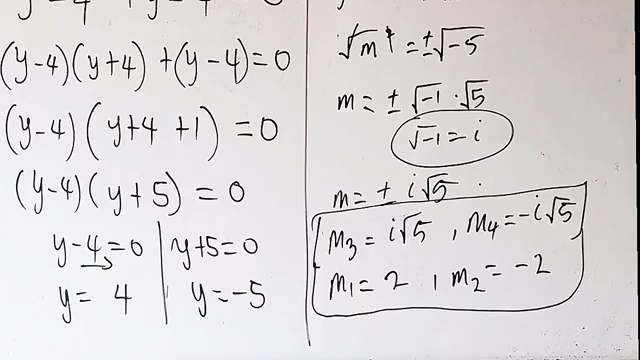 (y-4)(y+4) + (y-4)=0
(y-4)(y+4+1) = 0
(y-4)(y+5) = 0
y-4=0 | y+5=0
y= 4 | y=-5
m=±√-1 ·√5
√-1 = i
m= ± i√5 .
m₃ = i√5 , m₄=-i√5
m₁= 2 , m₂= -2